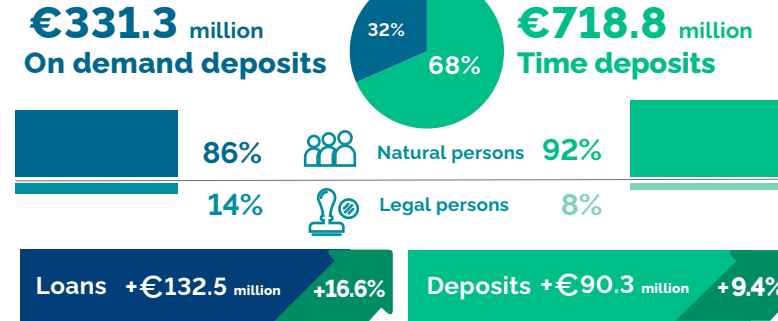 €331.3 million
On demand deposits
32%
68%
€718.8 million
Time deposits
86% Natural persons 92%
14% Legal persons 8%
Loans +€132.5 million +16.6%
Deposits +€90.3 million +9.4%